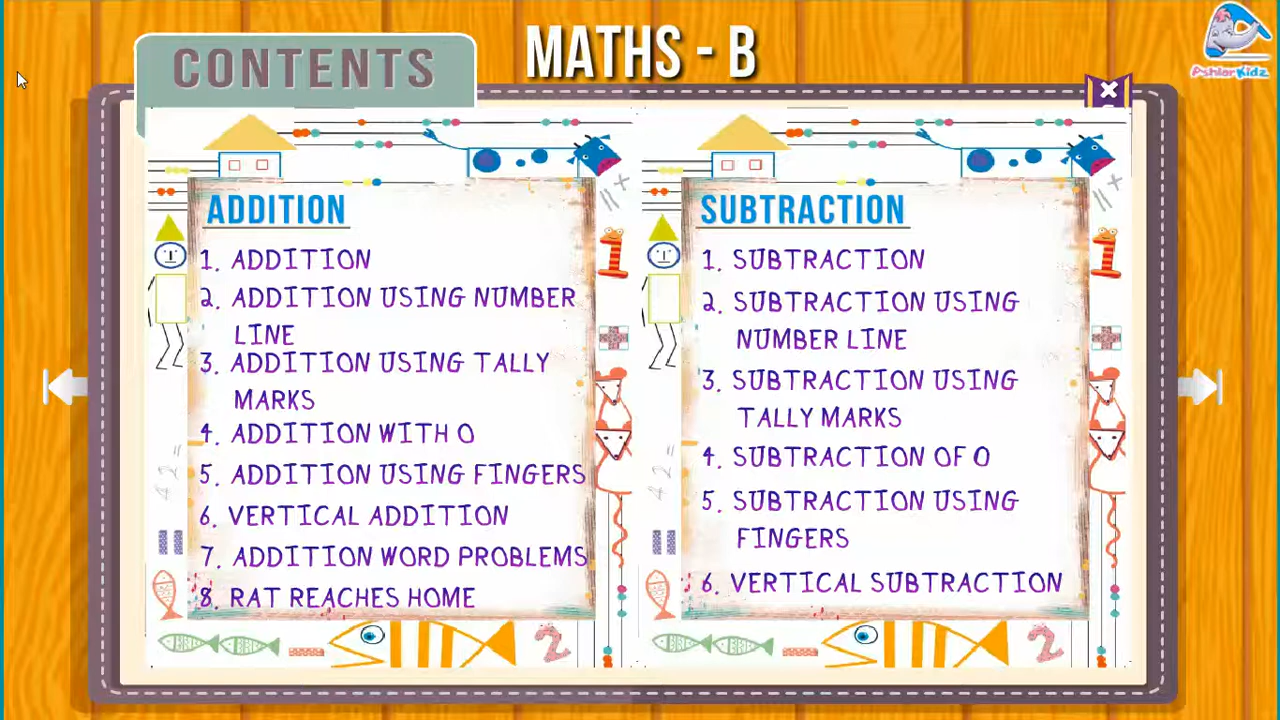 MATHS - B
CONTENTS
ADDITION
1. ADDITION
2. ADDITION USING NUMBER
LINE
3. ADDITION USING TALLY
MARKS
4. ADDITION WITH 0
5. ADDITION USING FINGERS
6. VERTICAL ADDITION
7. ADDITION WORD PROBLEMS
8. RAT REACHES HOME
SUBTRACTION
1. SUBTRACTION
2. SUBTRACTION USING
NUMBER LINE
3. SUBTRACTION USING
TALLY MARKS
4. SUBTRACTION OF 0
5. SUBTRACTION USING
FINGERS
6. VERTICAL SUBTRACTION